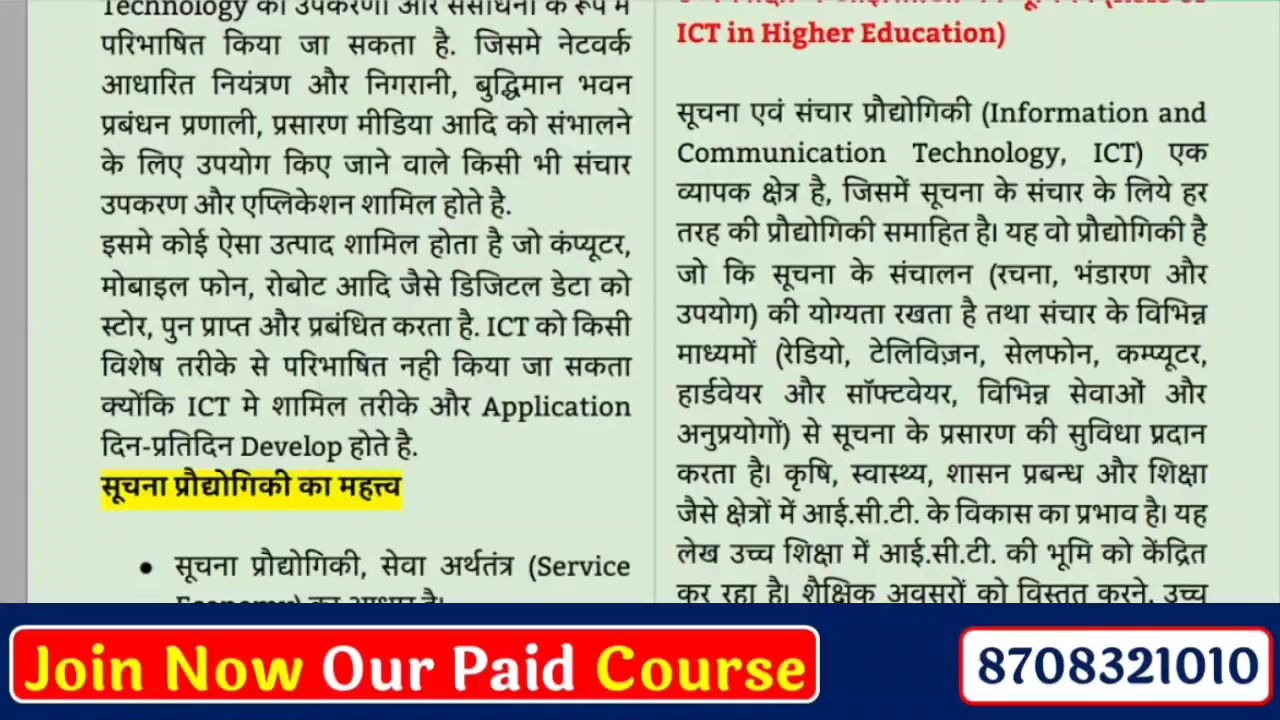 Technology को उपकरणों और संसाधनों के रूप में
परिभाषित किया जा सकता है. जिसमे नेटवर्क
आधारित नियंत्रण और निगरानी, बुद्धिमान भवन
प्रबंधन प्रणाली, प्रसारण मीडिया आदि को संभालने
के लिए उपयोग किए जाने वाले किसी भी संचार
उपकरण और एप्लिकेशन शामिल होते है.
इसमे कोई ऐसा उत्पाद शामिल होता है जो कंप्यूटर,
मोबाइल फोन, रोबोट आदि जैसे डिजिटल डेटा को
स्टोर, पुन प्राप्त और प्रबंधित करता है. ICT को किसी
विशेष तरीके से परिभाषित नही किया जा सकता
क्योंकि ICT मे शामिल तरीके और Application
दिन-प्रतिदिन Develop होते है.
सूचना प्रौद्योगिकी का महत्त्व
• सूचना प्रौद्योगिकी, सेवा अर्थतंत्र (Service
Economy) का आधार है।
ICT in Higher Education)
सूचना एवं संचार प्रौद्योगिकी (Information and
Communication Technology, ICT) एक
व्यापक क्षेत्र है, जिसमें सूचना के संचार के लिये हर
तरह की प्रौद्योगिकी समाहित है। यह वो प्रौद्योगिकी है
जो कि सूचना के संचालन (रचना, भंडारण और
उपयोग) की योग्यता रखता है तथा संचार के विभिन्न
माध्यमों (रेडियो, टेलिविज़न, सेलफोन, कम्प्यूटर,
हार्डवेयर और सॉफ्टवेयर, विभिन्न सेवाओं और
अनुप्रयोगों) से सूचना के प्रसारण की सुविधा प्रदान
करता है। कृषि, स्वास्थ्य, शासन प्रबन्ध और शिक्षा
जैसे क्षेत्रों में आई.सी.टी. के विकास का प्रभाव है। यह
लेख उच्च शिक्षा में आई.सी.टी. की भूमि को केंद्रित
कर रहा है। शैक्षिक अवसरों को विस्तृत करने, उच्च
Join Now Our Paid Course
8708321010